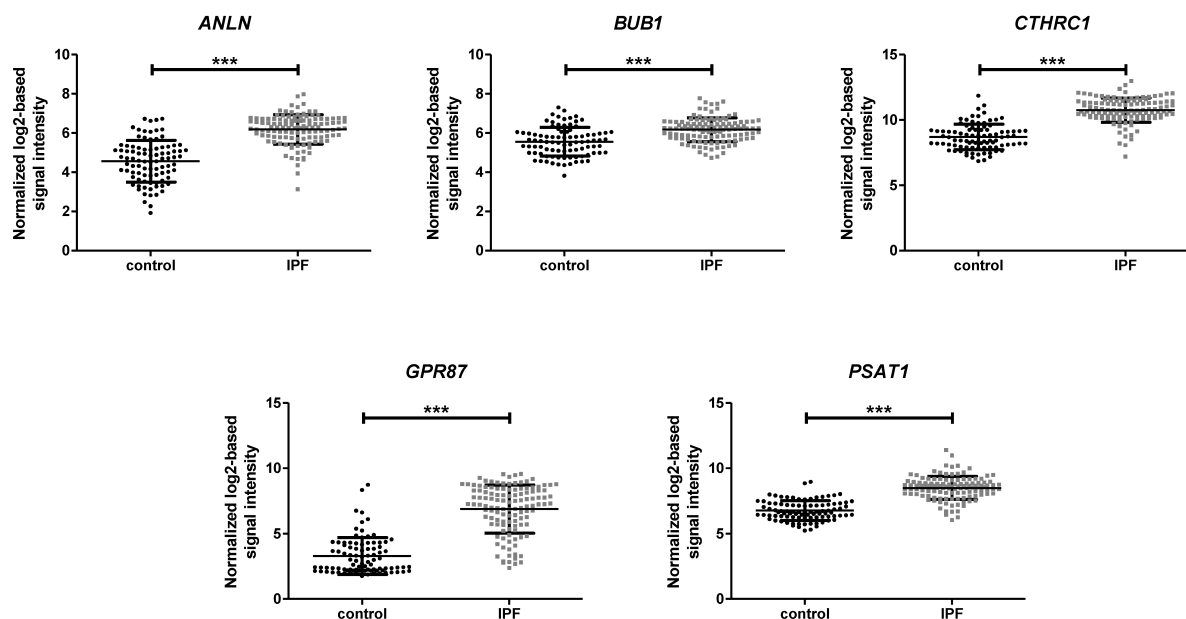 ANLN
Normalized log2-based
signal intensity
10
8
6
4
2
0
***
control
IPF
BUB1
Normalized log2-based
signal intensity
10
8
6
4
2
0
***
control
IPF
CTHRC1
Normalized log2-based
signal intensity
15
10
5
0
***
control
IPF
GPR87
Normalized log2-based
signal intensity
15
10
5
0
***
control
IPF
PSAT1
Normalized log2-based
signal intensity
15
10
5
0
***
control
IPF